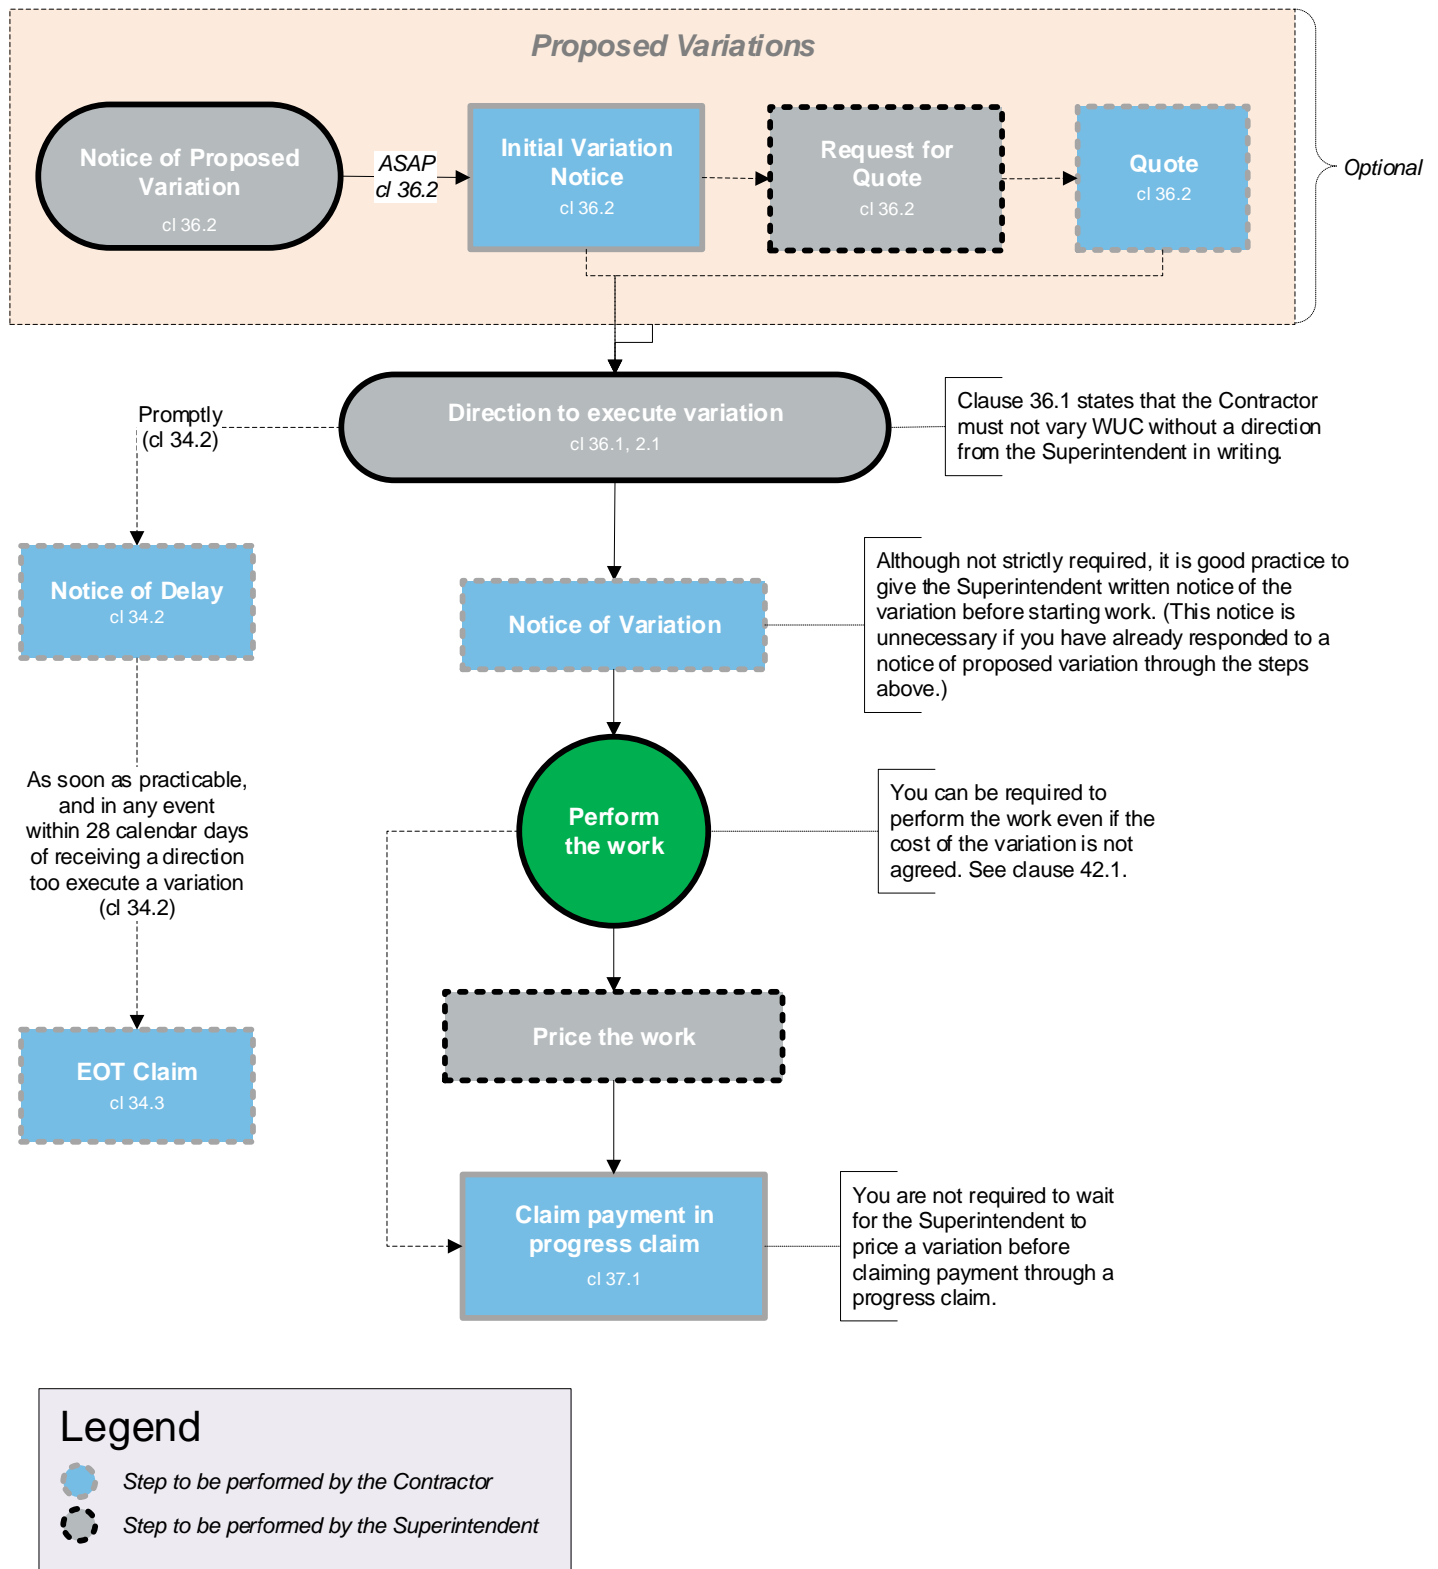 Proposed Variations
Notice of Proposed
Variation
cl 36.2
ASAP
cl 36.2
Initial Variation
Notice
cl 36.2
Request for
Quote
cl 36.2
Quote
cl 36.2
Optional
Direction to execute variation
cl 36.1, 2.1
Clause 36.1 states that the Contractor
must not vary WUC without a direction
from the Superintendent in writing.
Promptly
(cl 34.2)
Notice of Delay
cl 34.2
Notice of Variation
Although not strictly required, it is good practice to
give the Superintendent written notice of the
variation before starting work. (This notice is
unnecessary if you have already responded to a
notice of proposed variation through the steps
above.)
As soon as practicable,
and in any event
within 28 calendar days
of receiving a direction
too execute a variation
(cl 34.2)
Perform
the work
You can be required to
perform the work even if the
cost of the variation is not
agreed. See clause 42.1.
Price the work
EOT Claim
cl 34.3
Claim payment in
progress claim
cl 37.1
You are not required to wait
for the Superintendent to
price a variation before
claiming payment through a
progress claim.
Legend
Step to be performed by the Contractor
Step to be performed by the Superintendent